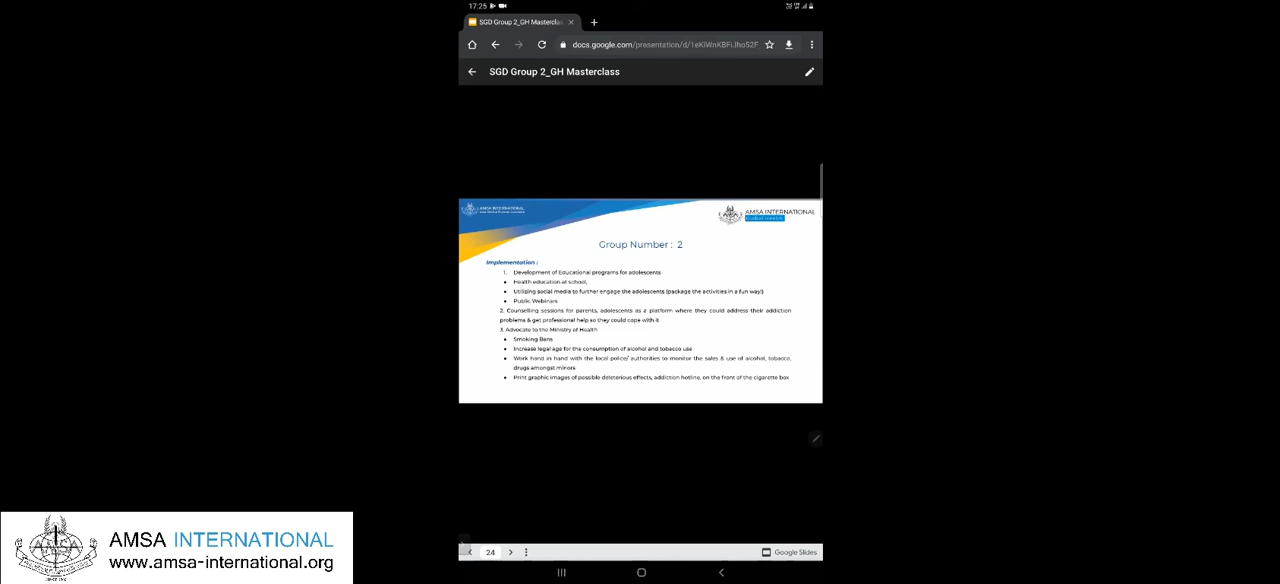 17:25
SGD Group 2_GH Masterclas
docs.google.com/presentation/d/1eKiWnKBFi
SGD Group 2_GH Masterclass
AMSA INTERNATIONAL
AMSA INTERNATIONAL
Global Health
Group Number : 2
Implementation :
1. Development of Educational programs for adolescents
• Health education at school,
• Utilising social media to further engage the adolescents (package the activities in a fun way!)
• Public Webinars
2. Counselling sessions for parents, adolescents as a platform where they could address their addiction
problems & get professional help so they could cope with it
3. Advocate to the Ministry of Health
• Smoking Bans
• Increase legal age for the consumption of alcohol and tobacco use
• Work hand in hand with the local police/ authorities to monitor the sales & use of alcohol, tobacco,
drugs amongst minors
• Print graphic images of possible deleterious effects, addiction hotline, on the front of the cigarette box
24
Google Slides
AMSA INTERNATIONAL
www.amsa-international.org